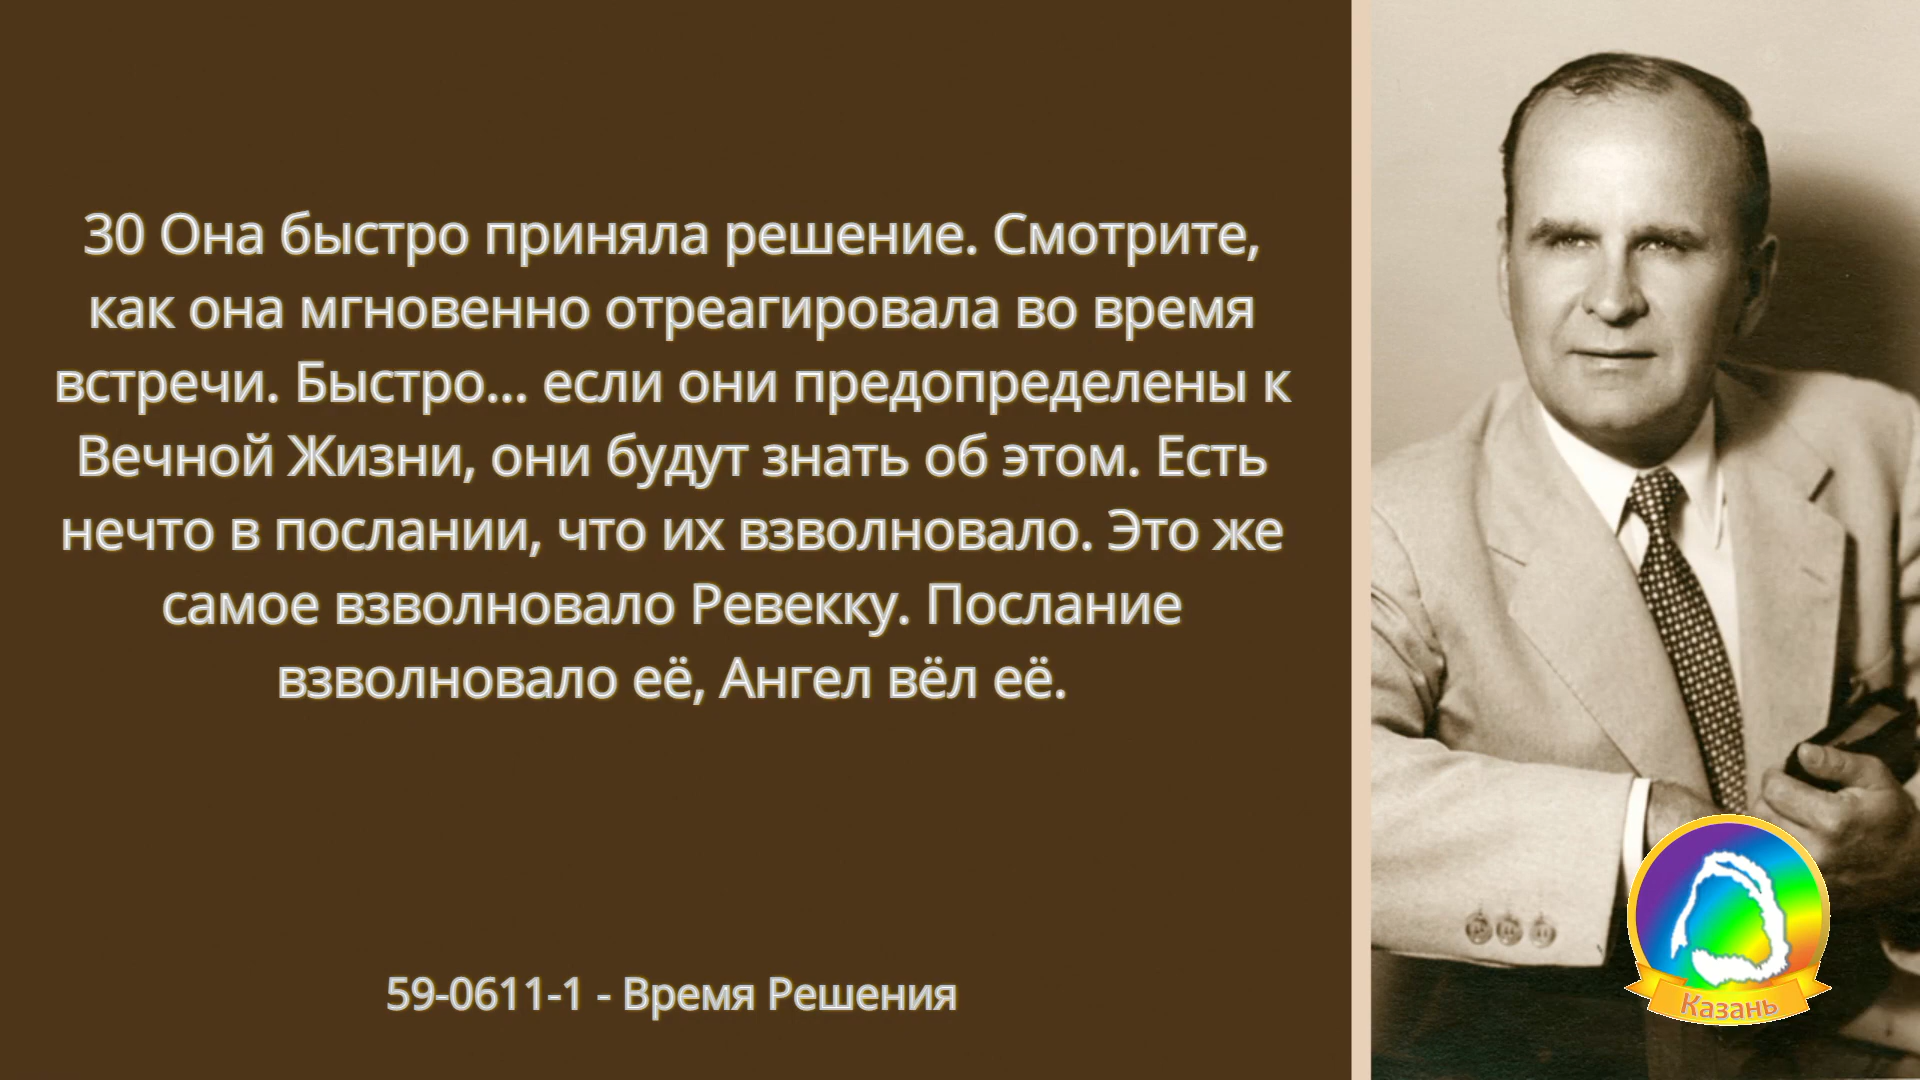 30 Она быстро приняла решение. Смотрите,
как она мгновенно отреагировала во время
встречи. Быстро... если они предопределены к
Вечной Жизни, они будут знать об этом. Есть
нечто в послании, что их взволновало. Это же
самое взволновало Ревекку. Послание
взволновало её, Ангел вёл её.
59-0611-1 - Время Решения
Казань